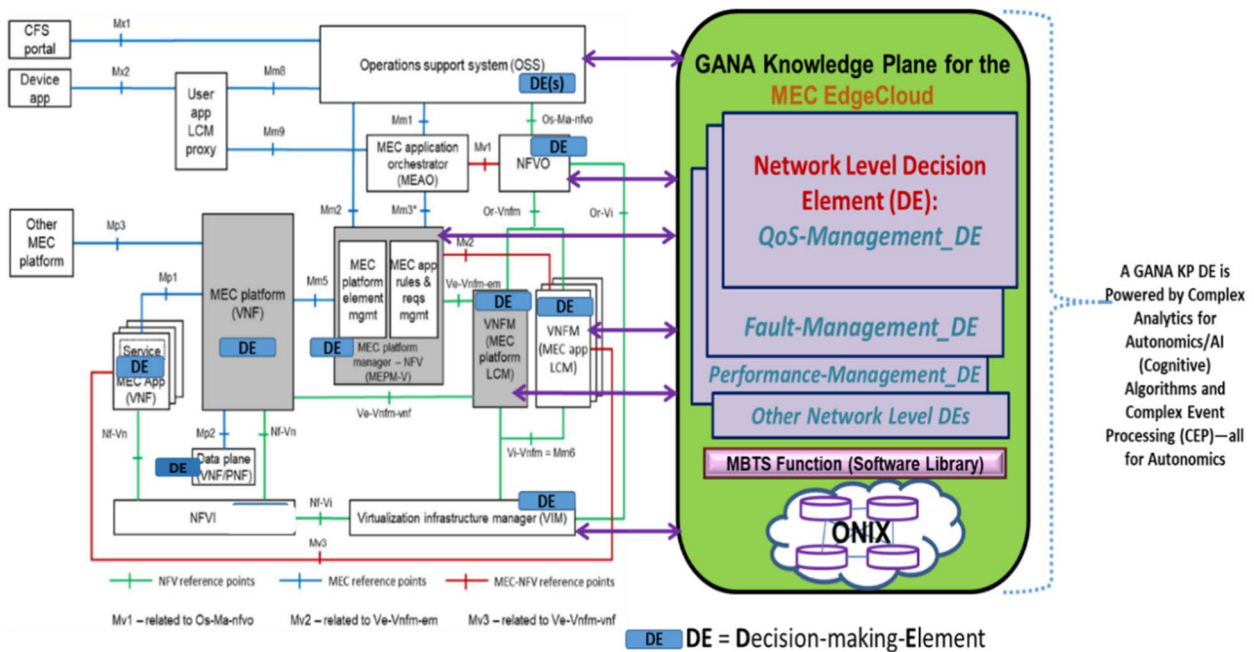 CFS
portal
Mx1
Device
app
Mx2
User
app
LCM
proxy
Mm8
Mm9
Operations support system (OSS)
DE(s)
Mm1
Os-Ma-nfvo
MEC application
orchestrator
(MEAO)
Mv1
DE
NFVO
Mm2
Mm3*
Or-Vnfm
Or-Vi
Other
MEC
platform
Mp3
Mp1
MEC platform
(VNF)
DE
Mm5
MEC
platform
element
mgmt
MEC app
rules &
reqs
mgmt
DE
MEC platform
manager – NFV
(MEPM-V)
Mv2
Ve-Vnfm-em
DE
VNFM
(MEC
platform
LCM)
DE
VNFM
(MEC app
LCM)
Service
DE
MEC App
(VNF)
Ve-Vnfm-vnf
Nf-Vn
Mp2
Nf-Vn
DE
Data plane
(VNF/PNF)
Vi-Vnfm = Mm6
NFVI
Nf-Vi
DE
Virtualization infrastructure manager (VIM)
Mv3
NFV reference points
MEC reference points
MEC-NFV reference points
Mv1 – related to Os-Ma-nfvo
Mv2 – related to Ve-Vnfm-em
Mv3 – related to Ve-Vnfm-vnf
GANA Knowledge Plane for the
MEC EdgeCloud
Network Level Decision
Element (DE):
QoS-Management_DE
Fault-Management_DE
Performance-Management_DE
Other Network Level DEs
MBTS Function (Software Library)
ONIX
A GANA KP DE is
Powered by Complex
Analytics for
Autonomics/AI
(Cognitive)
Algorithms and
Complex Event
Processing (CEP)—all
for Autonomics
DE
DE = Decision-making-Element